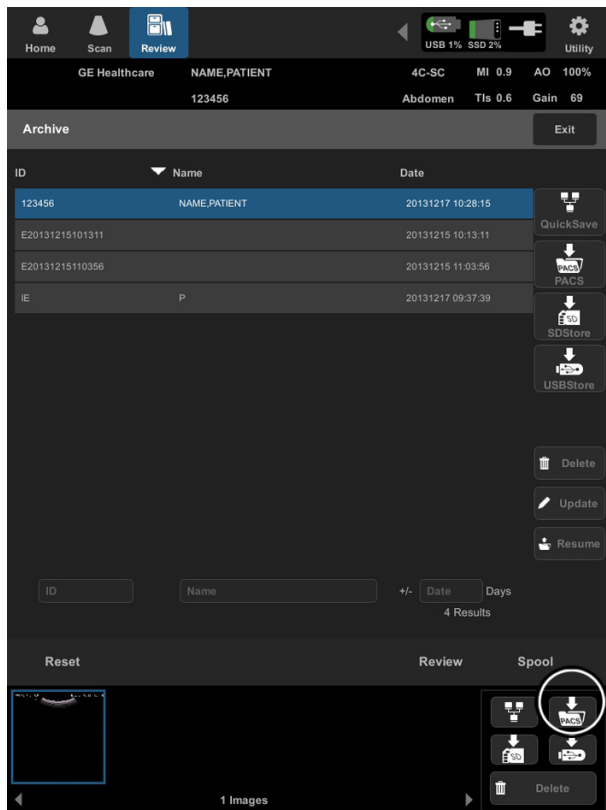 Home Scan Review USB 1% SSD 2% Utility
GE Healthcare NAME,PATIENT 4C-SC MI 0.9 AO 100%
123456 Abdomen TIs 0.6 Gain 69
Archive Exit
ID Name Date
123456 NAME,PATIENT 20131217 10:28:15
QuickSave
E20131215101311 20131215 10:13:11
E20131215110356 20131215 11:03:56
PACS
PACS
IE P 20131217 09:37:39
SD
SDStore
USBStore
Delete
Update
Resume
ID Name +/- Date Days
4 Results
Reset Review Spool
PACS
SD
1 Images Delete